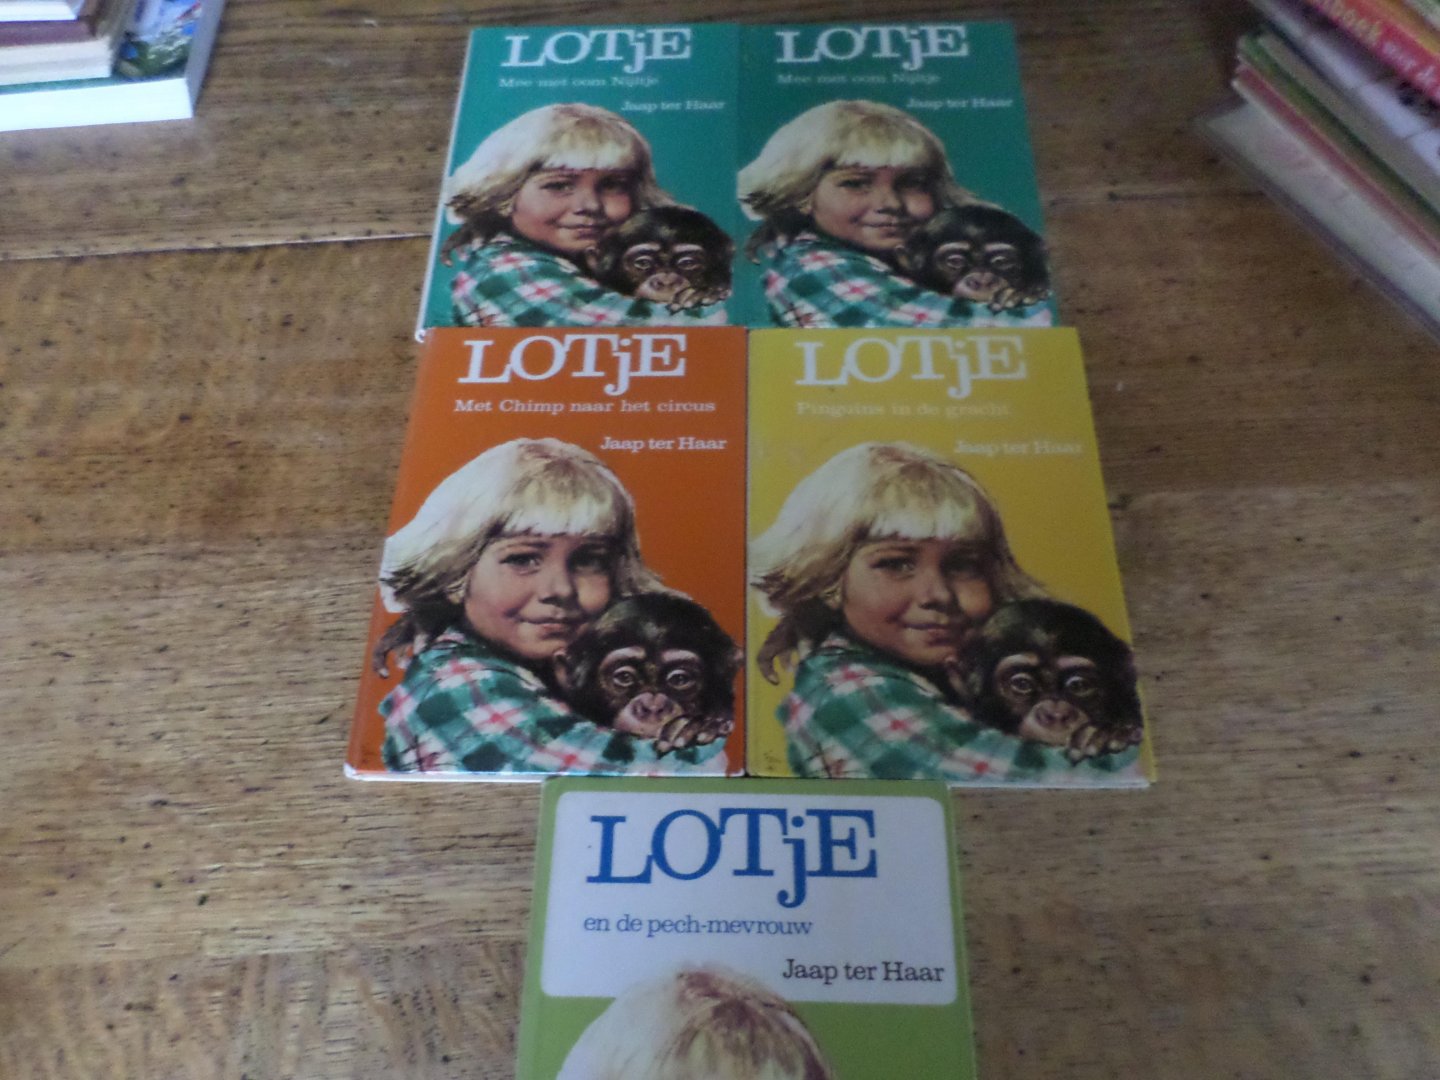 LOTjE
Mee met oom Nijltje
Jaap ter Haar
LOTjE
Mee met oom Nijltje
Jaap ter Haar
LOTjE
Met Chimp naar het circus
Jaap ter Haar
LOTjE
Pinguins in de gracht
Jaap ter Haar
LOTjE
en de pech-mevrouw
Jaap ter Haar